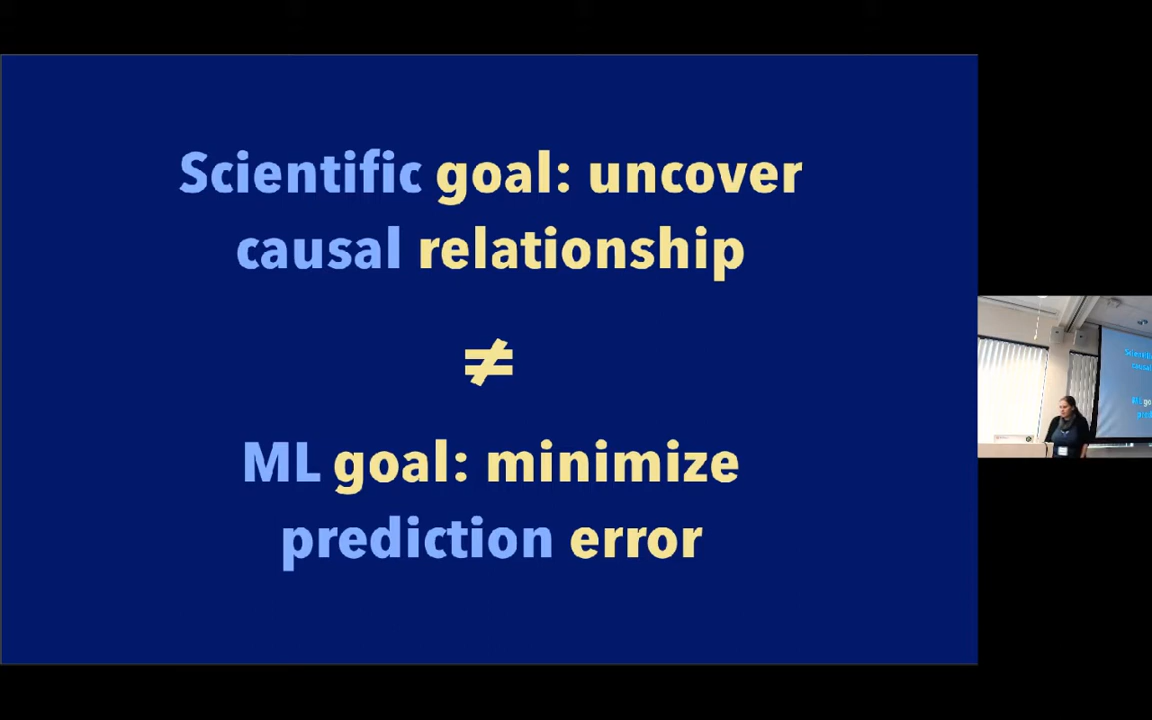 Scientific goal: uncover
causal relationship
≠
ML goal: minimize
prediction error